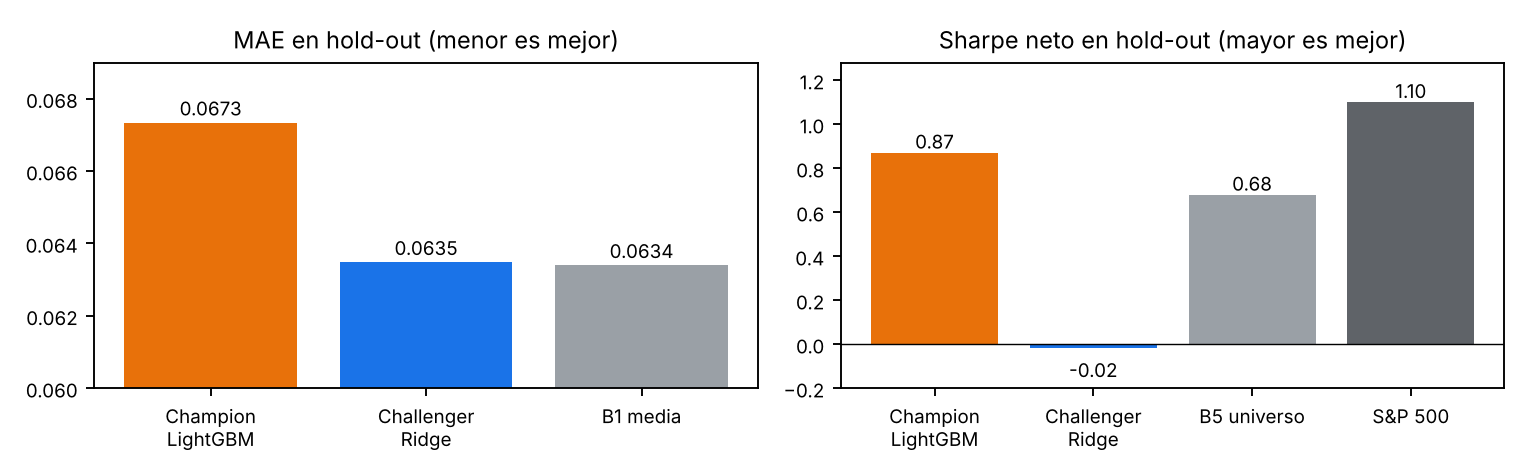 MAE en hold-out (menor es mejor)
0.068
0.066
0.064
0.062
0.060
0.0673
0.0635
0.0634
Champion
LightGBM
Challenger
Ridge
B1 media
Sharpe neto en hold-out (mayor es mejor)
1.2
1.0
0.8
0.6
0.4
0.2
0.0
−0.2
0.87
-0.02
0.68
1.10
Champion
LightGBM
Challenger
Ridge
B5 universo
S&P 500